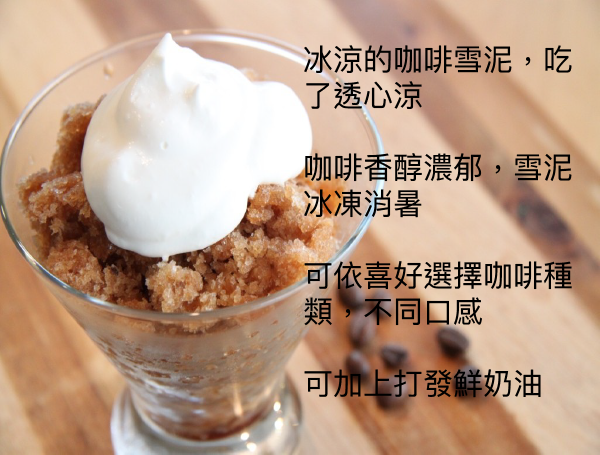 冰涼的咖啡雪泥，吃
了透心涼
咖啡香醇濃郁，雪泥
冰凍消暑
可依喜好選擇咖啡種
類，不同口感
可加上打發鮮奶油